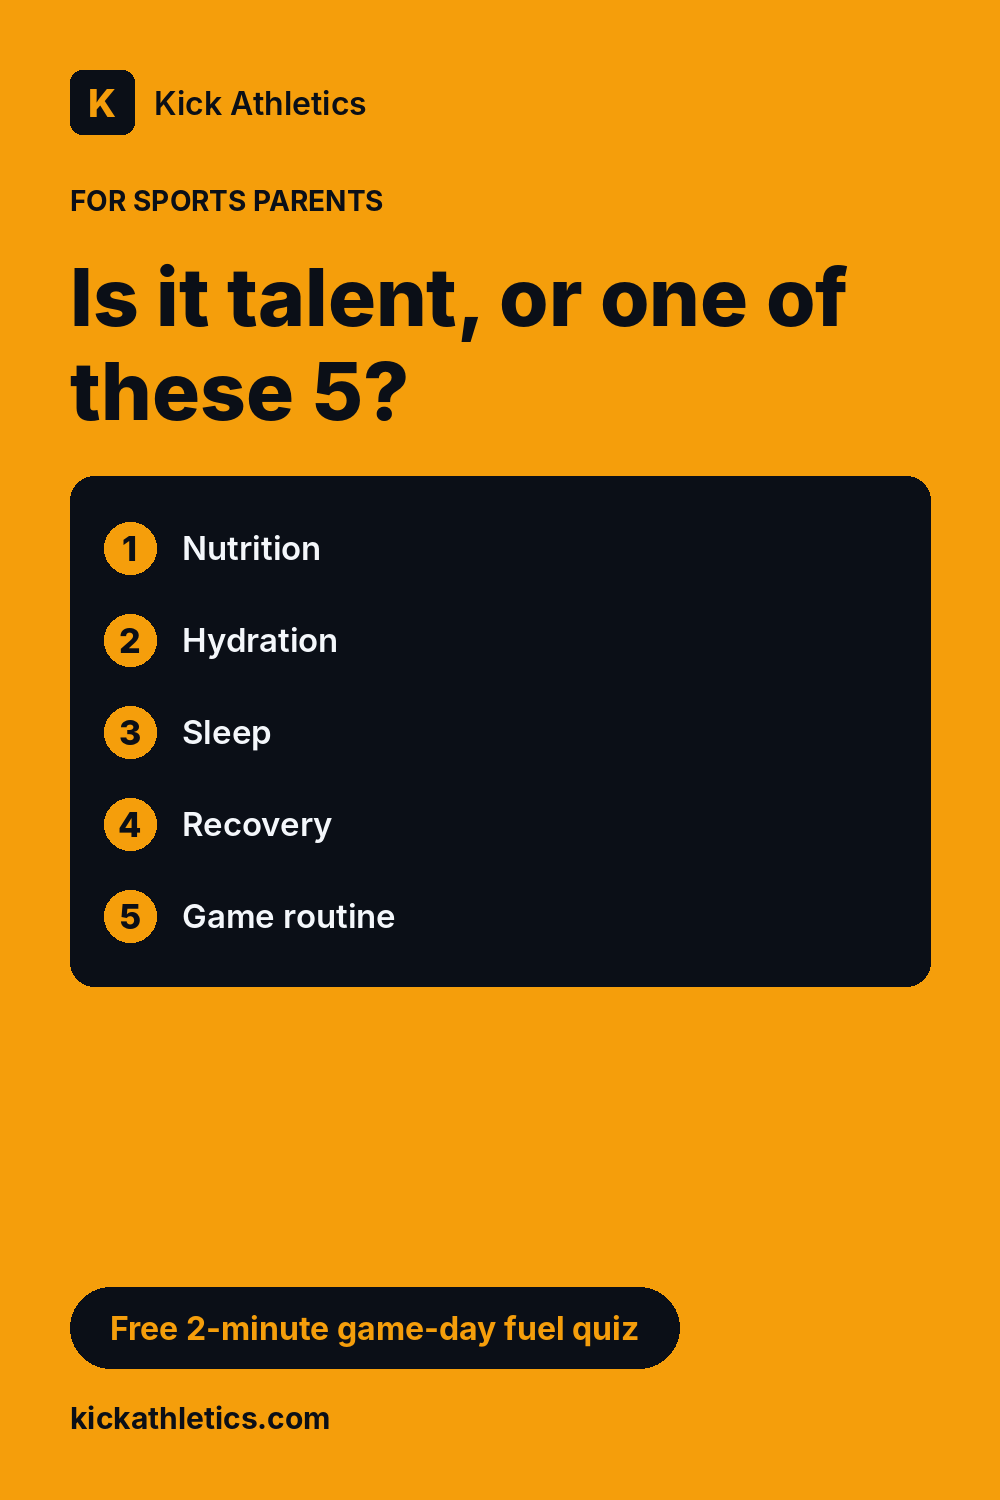 K
Kick Athletics
FOR SPORTS PARENTS
Is it talent, or one of
these 5?
1 Nutrition
2 Hydration
3 Sleep
4 Recovery
5 Game routine
Free 2-minute game-day fuel quiz
kickathletics.com